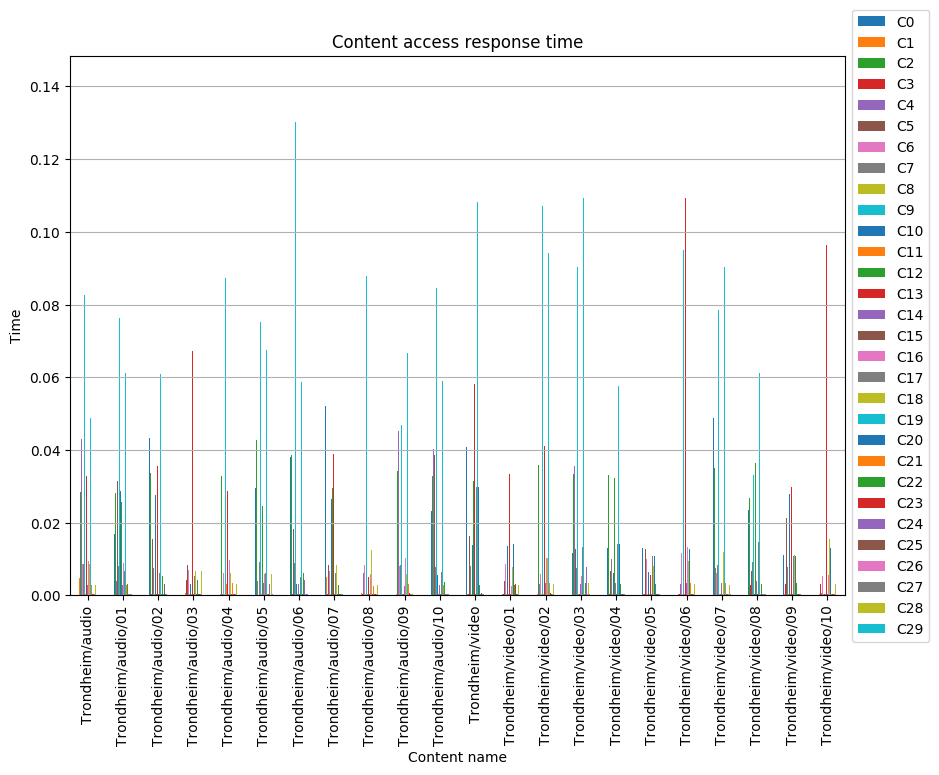 Content access response time
Time
0.14
0.12
0.10
0.08
0.06
0.04
0.02
0.00
Trondheim/audio
Trondheim/audio/01
Trondheim/audio/02
Trondheim/audio/03
Trondheim/audio/04
Trondheim/audio/05
Trondheim/audio/06
Trondheim/audio/07
Trondheim/audio/08
Trondheim/audio/09
Trondheim/audio/10
Trondheim/video
Trondheim/video/01
Trondheim/video/02
Trondheim/video/03
Trondheim/video/04
Trondheim/video/05
Trondheim/video/06
Trondheim/video/07
Trondheim/video/08
Trondheim/video/09
Trondheim/video/10
Content name
C0
C1
C2
C3
C4
C5
C6
C7
C8
C9
C10
C11
C12
C13
C14
C15
C16
C17
C18
C19
C20
C21
C22
C23
C24
C25
C26
C27
C28
C29